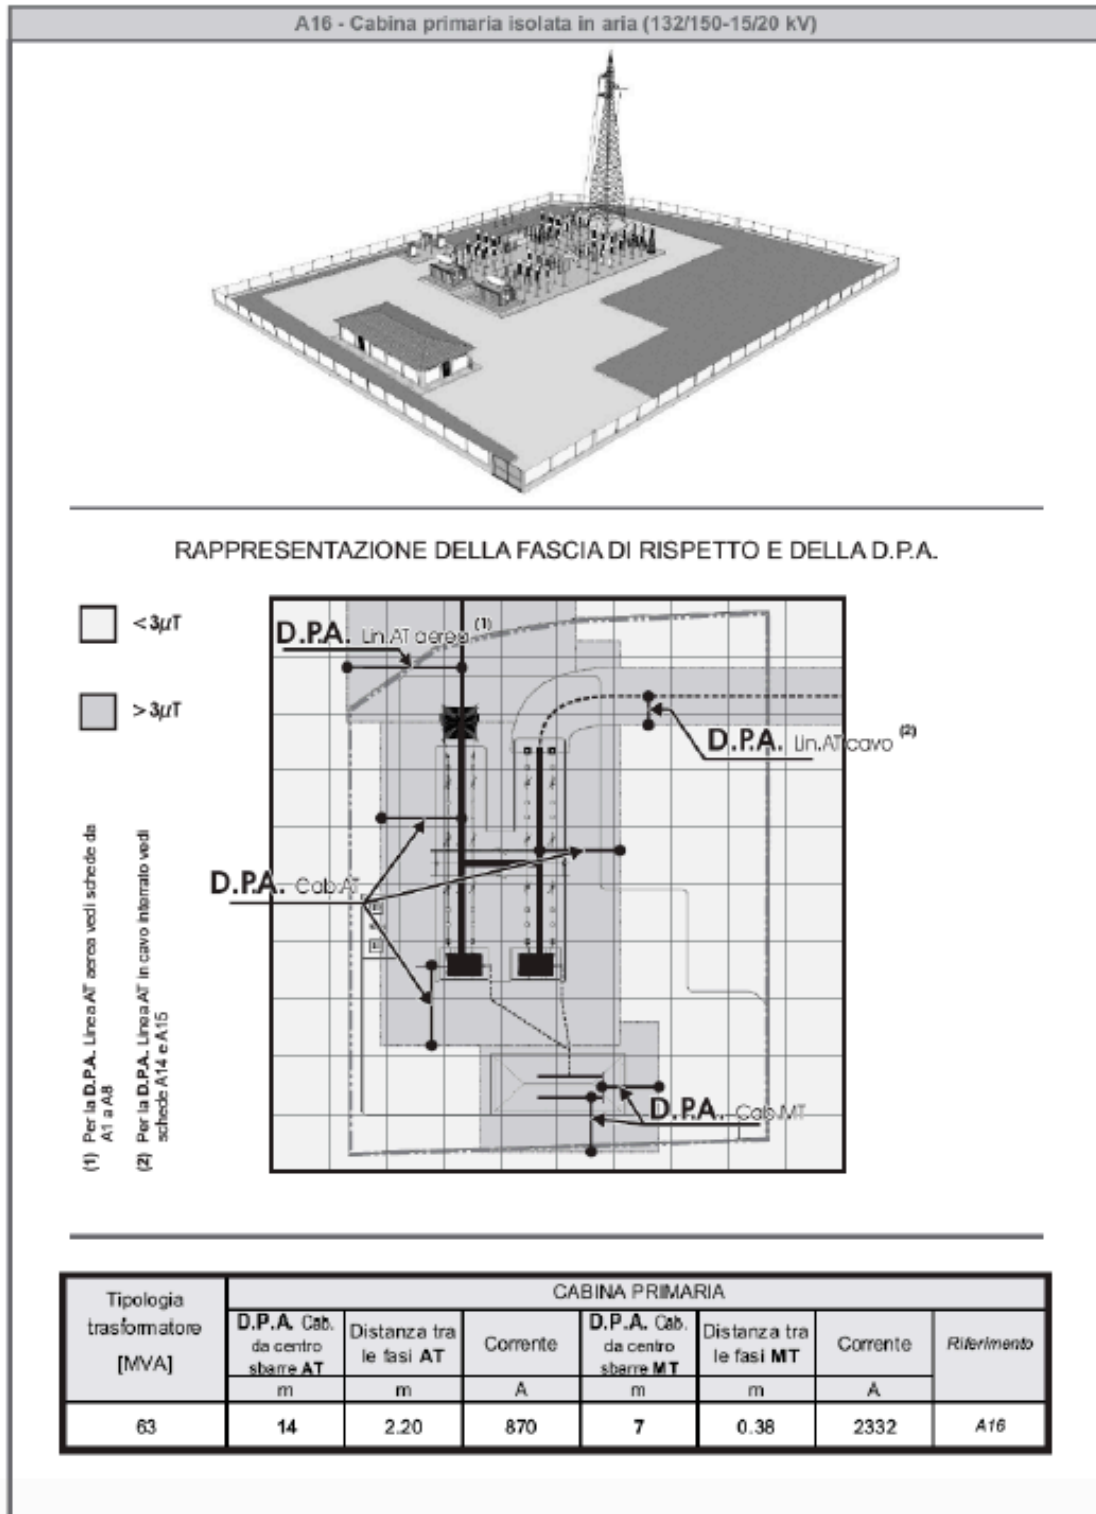 A16 - Cabina primaria isolata in aria (132/150-15/20 kV)
RAPPRESENTAZIONE DELLA FASCIA DI RISPETTO E DELLA D.P.A.
<3μT
>3μT
D.P.A. Lin.AT aerea (1)
D.P.A. Lin.AT cavo (2)
D.P.A. Cab.AT
D.P.A. Cab.MT
(1) Per la D.P.A. Linea AT aerea vedi schede da
A1 a A8
(2) Per la D.P.A. Linea AT in cavo interrato vedi
schede A14 e A15
Tipologia
trasformatore
[MVA]
CABINA PRIMARIA
D.P.A. Cab.
da centro
sbarre AT
Distanza tra
le fasi AT
Corrente
D.P.A. Cab.
da centro
sbarre MT
Distanza tra
le fasi MT
Corrente
Riferimento
m m A m m A
63 14 2.20 870 7 0.38 2332 A16